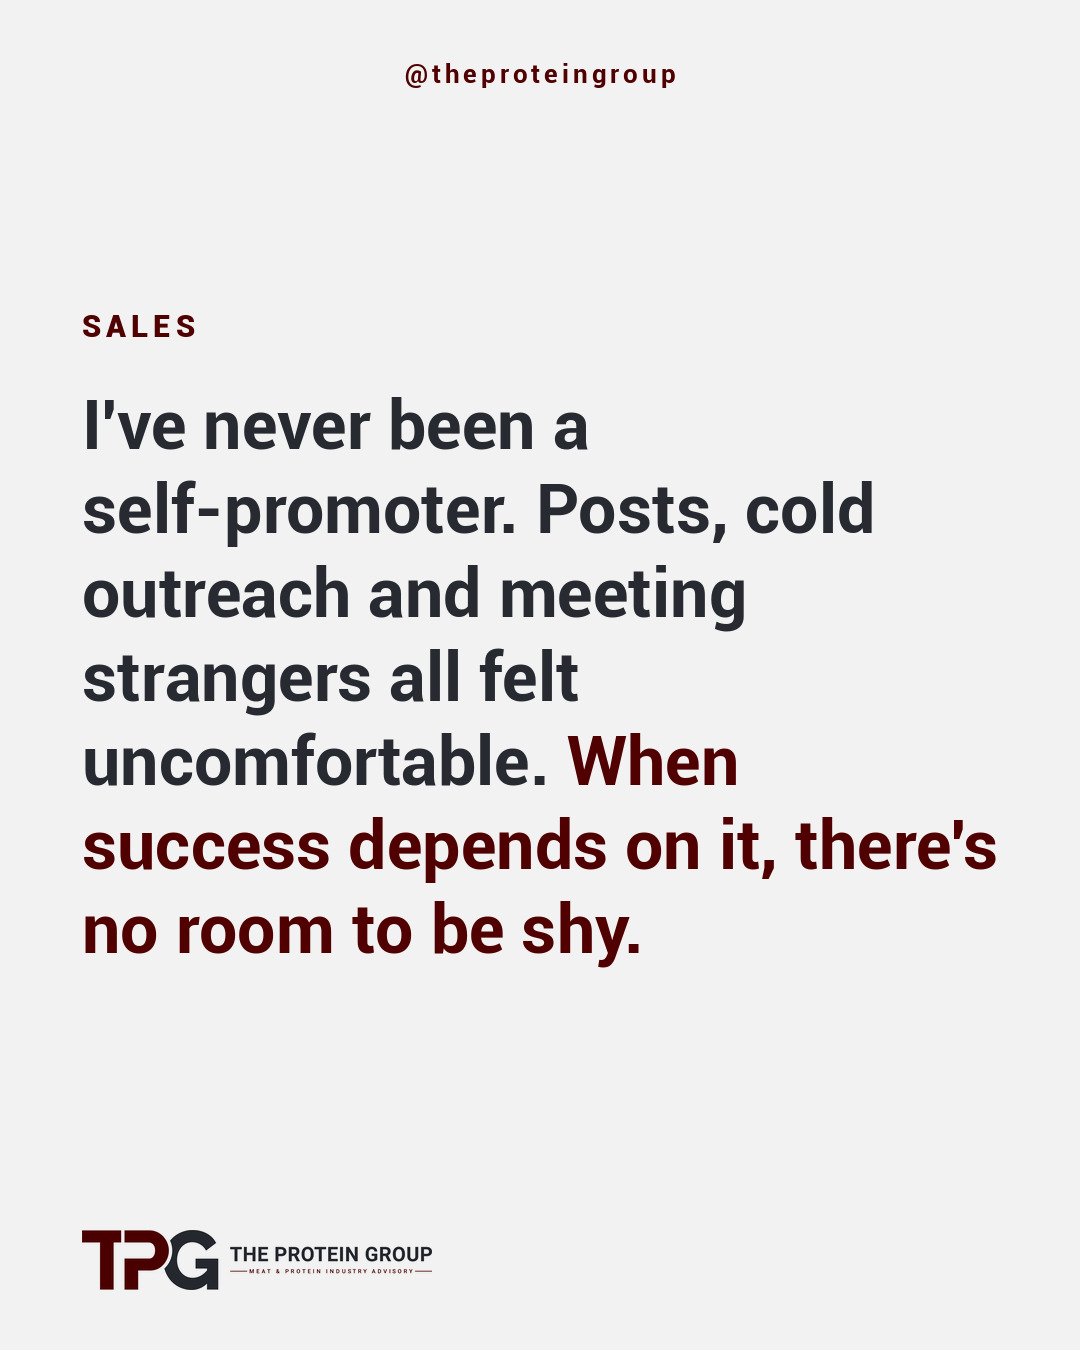 @theproteingroup
SALES
I've never been a
self-promoter. Posts, cold
outreach and meeting
strangers all felt
uncomfortable. When
success depends on it, there's
no room to be shy.
TPG
THE PROTEIN GROUP
MEAT & PROTEIN INDUSTRY ADVISORY